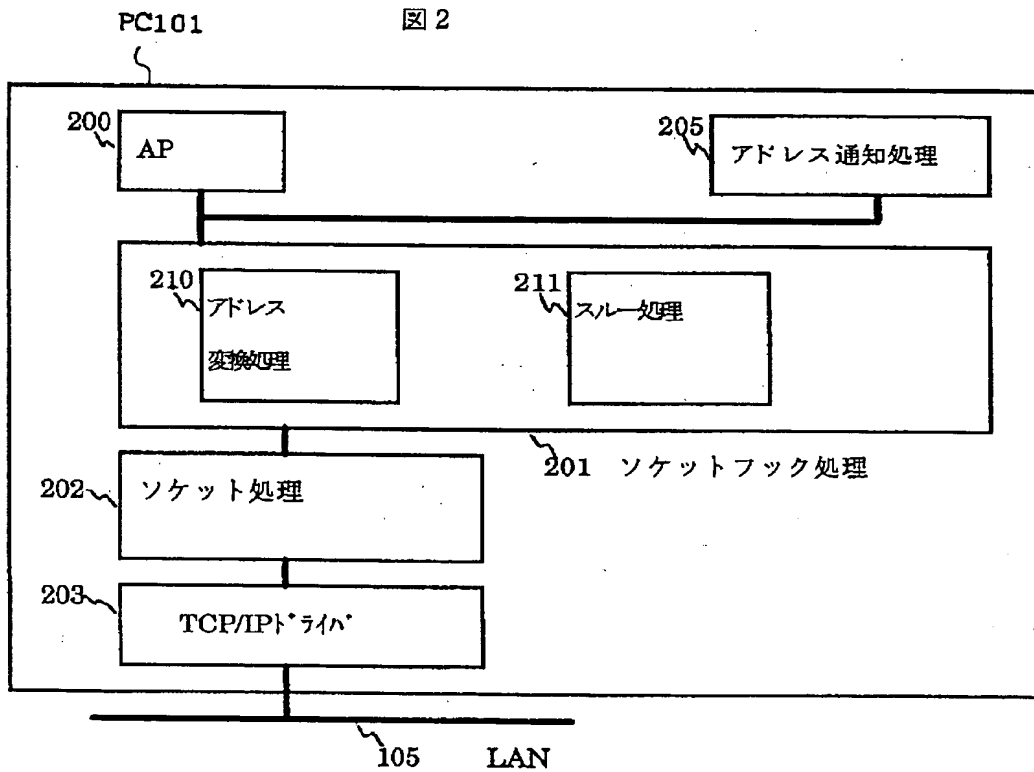 PC101
図2
200
AP
205
アドレス通知処理
210
アドレス
変換処理
211
スルー処理
201 ソケットフック処理
202
ソケット処理
203
TCP/IPドライバ
105 LAN